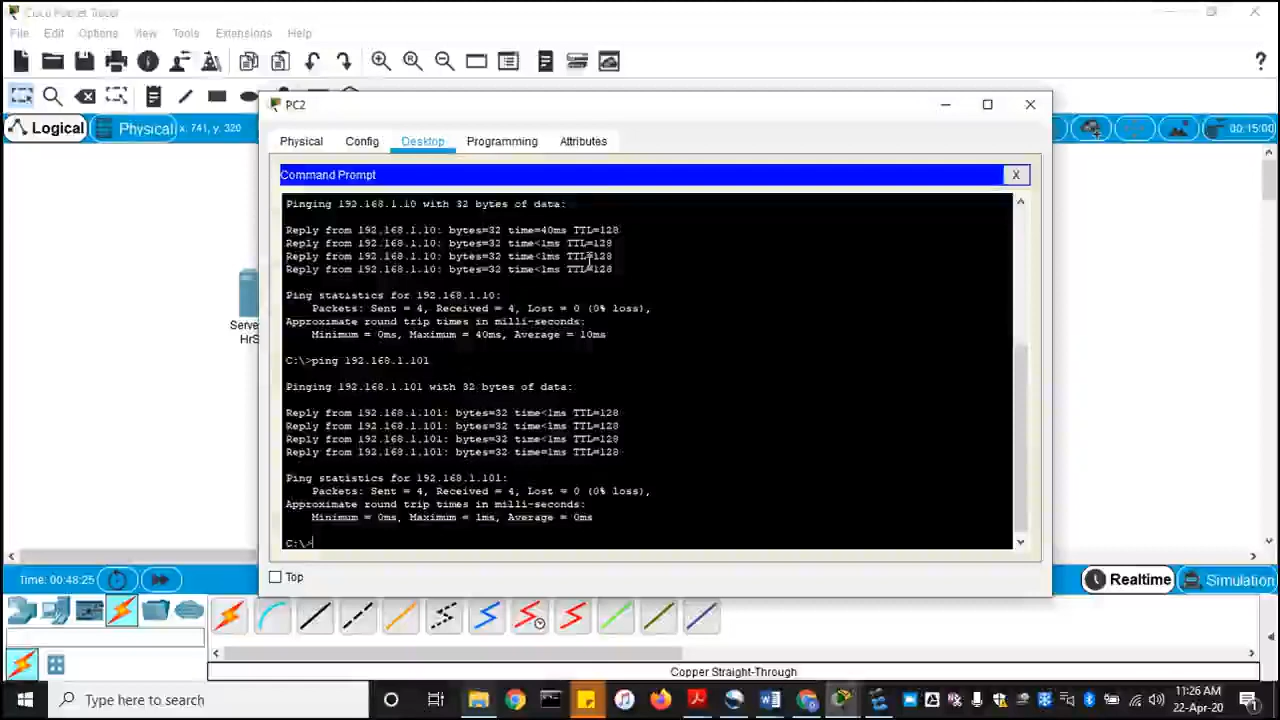 Cisco Packet Tracer
File Edit Options View Tools Extensions Help
Logical Physical x: 741, y: 320 00:15:00
PC2
Physical Config Desktop Programming Attributes
Command Prompt X
Pinging 192.168.1.10 with 32 bytes of data:
Reply from 192.168.1.10: bytes=32 time=40ms TTL=128
Reply from 192.168.1.10: bytes=32 time<1ms TTL=128
Reply from 192.168.1.10: bytes=32 time<1ms TTL=128
Reply from 192.168.1.10: bytes=32 time<1ms TTL=128
Ping statistics for 192.168.1.10:
Packets: Sent = 4, Received = 4, Lost = 0 (0% loss),
Approximate round trip times in milli-seconds:
Minimum = 0ms, Maximum = 40ms, Average = 10ms
C:\>ping 192.168.1.101
Pinging 192.168.1.101 with 32 bytes of data:
Reply from 192.168.1.101: bytes=32 time<1ms TTL=128
Reply from 192.168.1.101: bytes=32 time<1ms TTL=128
Reply from 192.168.1.101: bytes=32 time<1ms TTL=128
Reply from 192.168.1.101: bytes=32 time=1ms TTL=128
Ping statistics for 192.168.1.101:
Packets: Sent = 4, Received = 4, Lost = 0 (0% loss),
Approximate round trip times in milli-seconds:
Minimum = 0ms, Maximum = 1ms, Average = 0ms
C:\>
Serve
HrS
Top
Time: 00:48:25 Realtime Simulation
Copper Straight-Through
Type here to search
11:26 AM
22-Apr-20